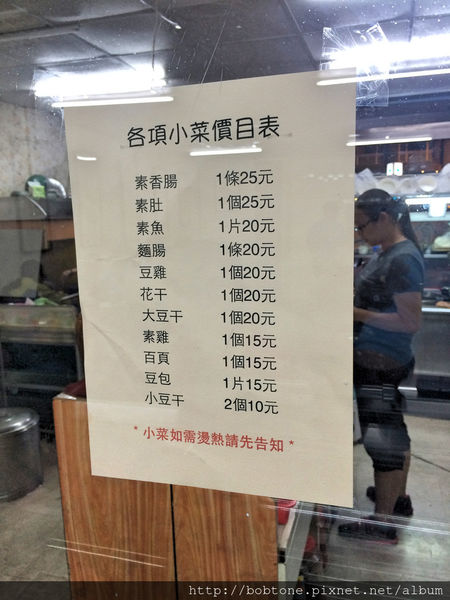 各項小菜價目表
素香腸 1條25元
素肚 1個25元
素魚 1片20元
麵腸 1條20元
豆雞 1個20元
花干 1個20元
大豆干 1個20元
素雞 1個15元
百頁 1個15元
豆包 1片15元
小豆干 2個10元
* 小菜如需燙熱請先告知 *
http://bobtone.pixnet.net/album